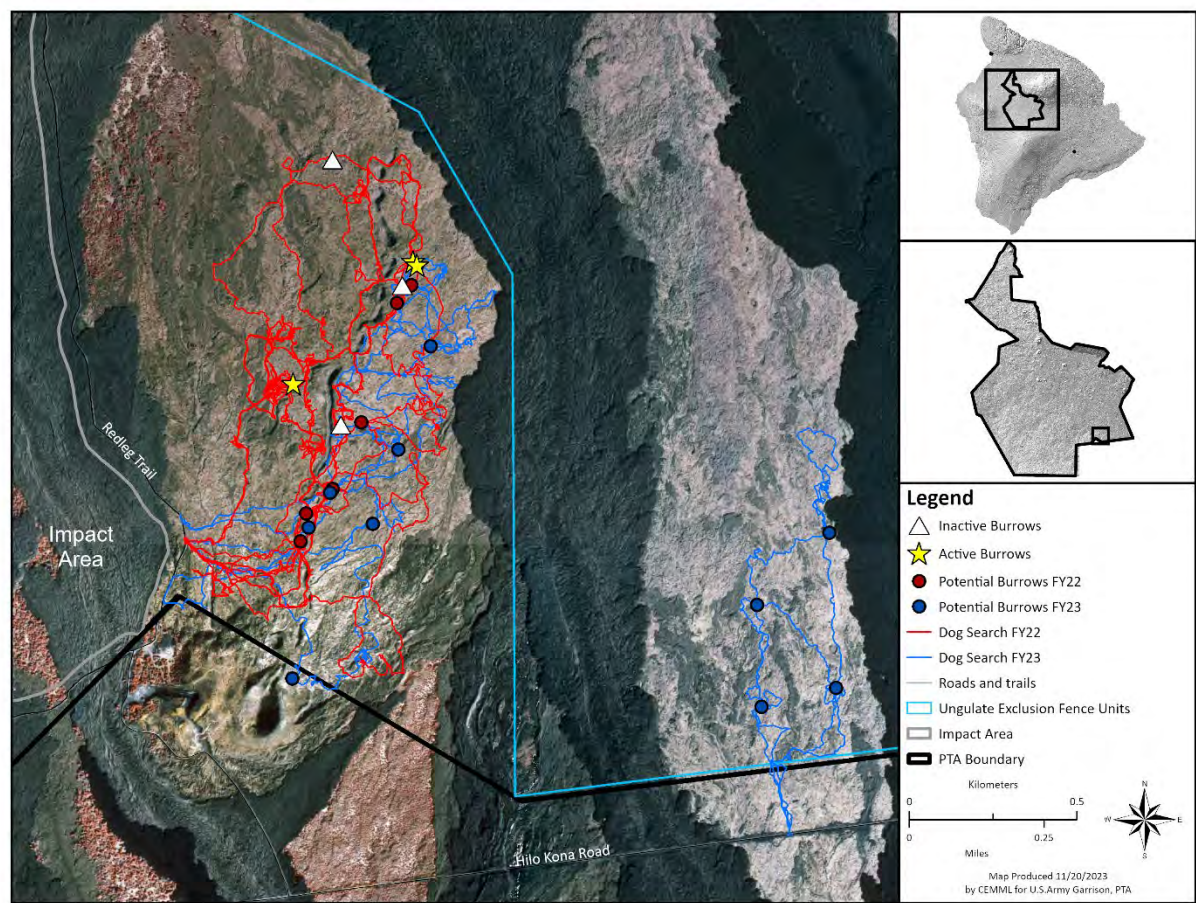 Redleg Trail
Impact
Area
Hilo Kona Road
Legend
Inactive Burrows
Active Burrows
Potential Burrows FY22
Potential Burrows FY23
Dog Search FY22
Dog Search FY23
Roads and trails
Ungulate Exclusion Fence Units
Impact Area
PTA Boundary
Kilometers
0 0.5
0 0.25
Miles
N
W E
S
Map Produced 11/20/2023
by CEMML for U.S.Army Garrison, PTA